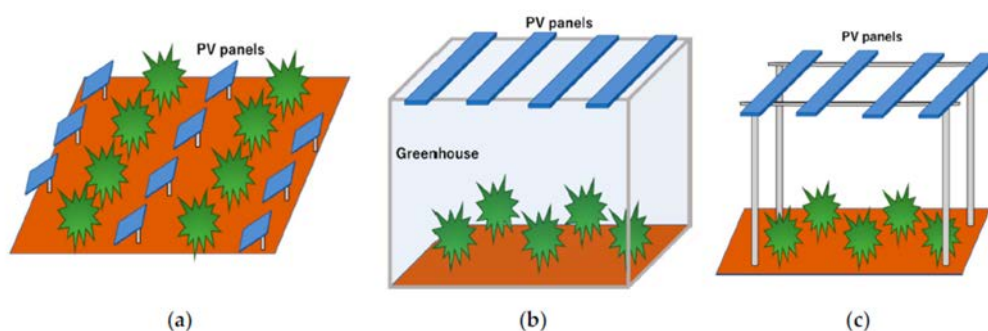 PV panels
PV panels
PV panels
Greenhouse
(a)
(b)
(c)